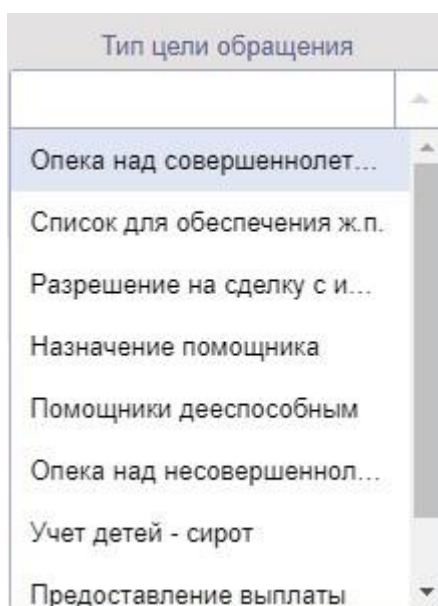 Тип цели обращения
Опека над совершеннолет...
Список для обеспечения ж.п.
Разрешение на сделку с и...
Назначение помощника
Помощники дееспособным
Опека над несовершеннол...
Учет детей - сирот
Предоставление выплаты